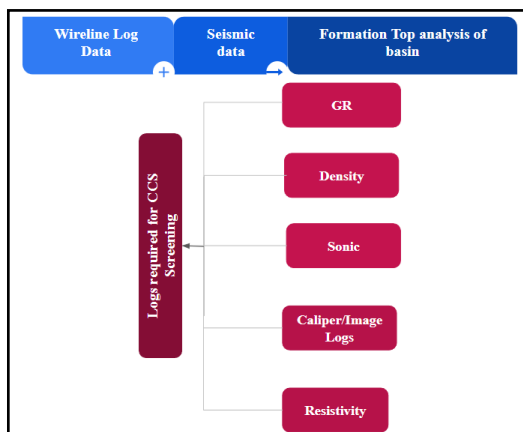 Wireline Log
Data
+
Seismic
data
Formation Top analysis of
basin
GR
Density
Sonic
Caliper/Image
Logs
Resistivity
Logs required for CCS
Screening